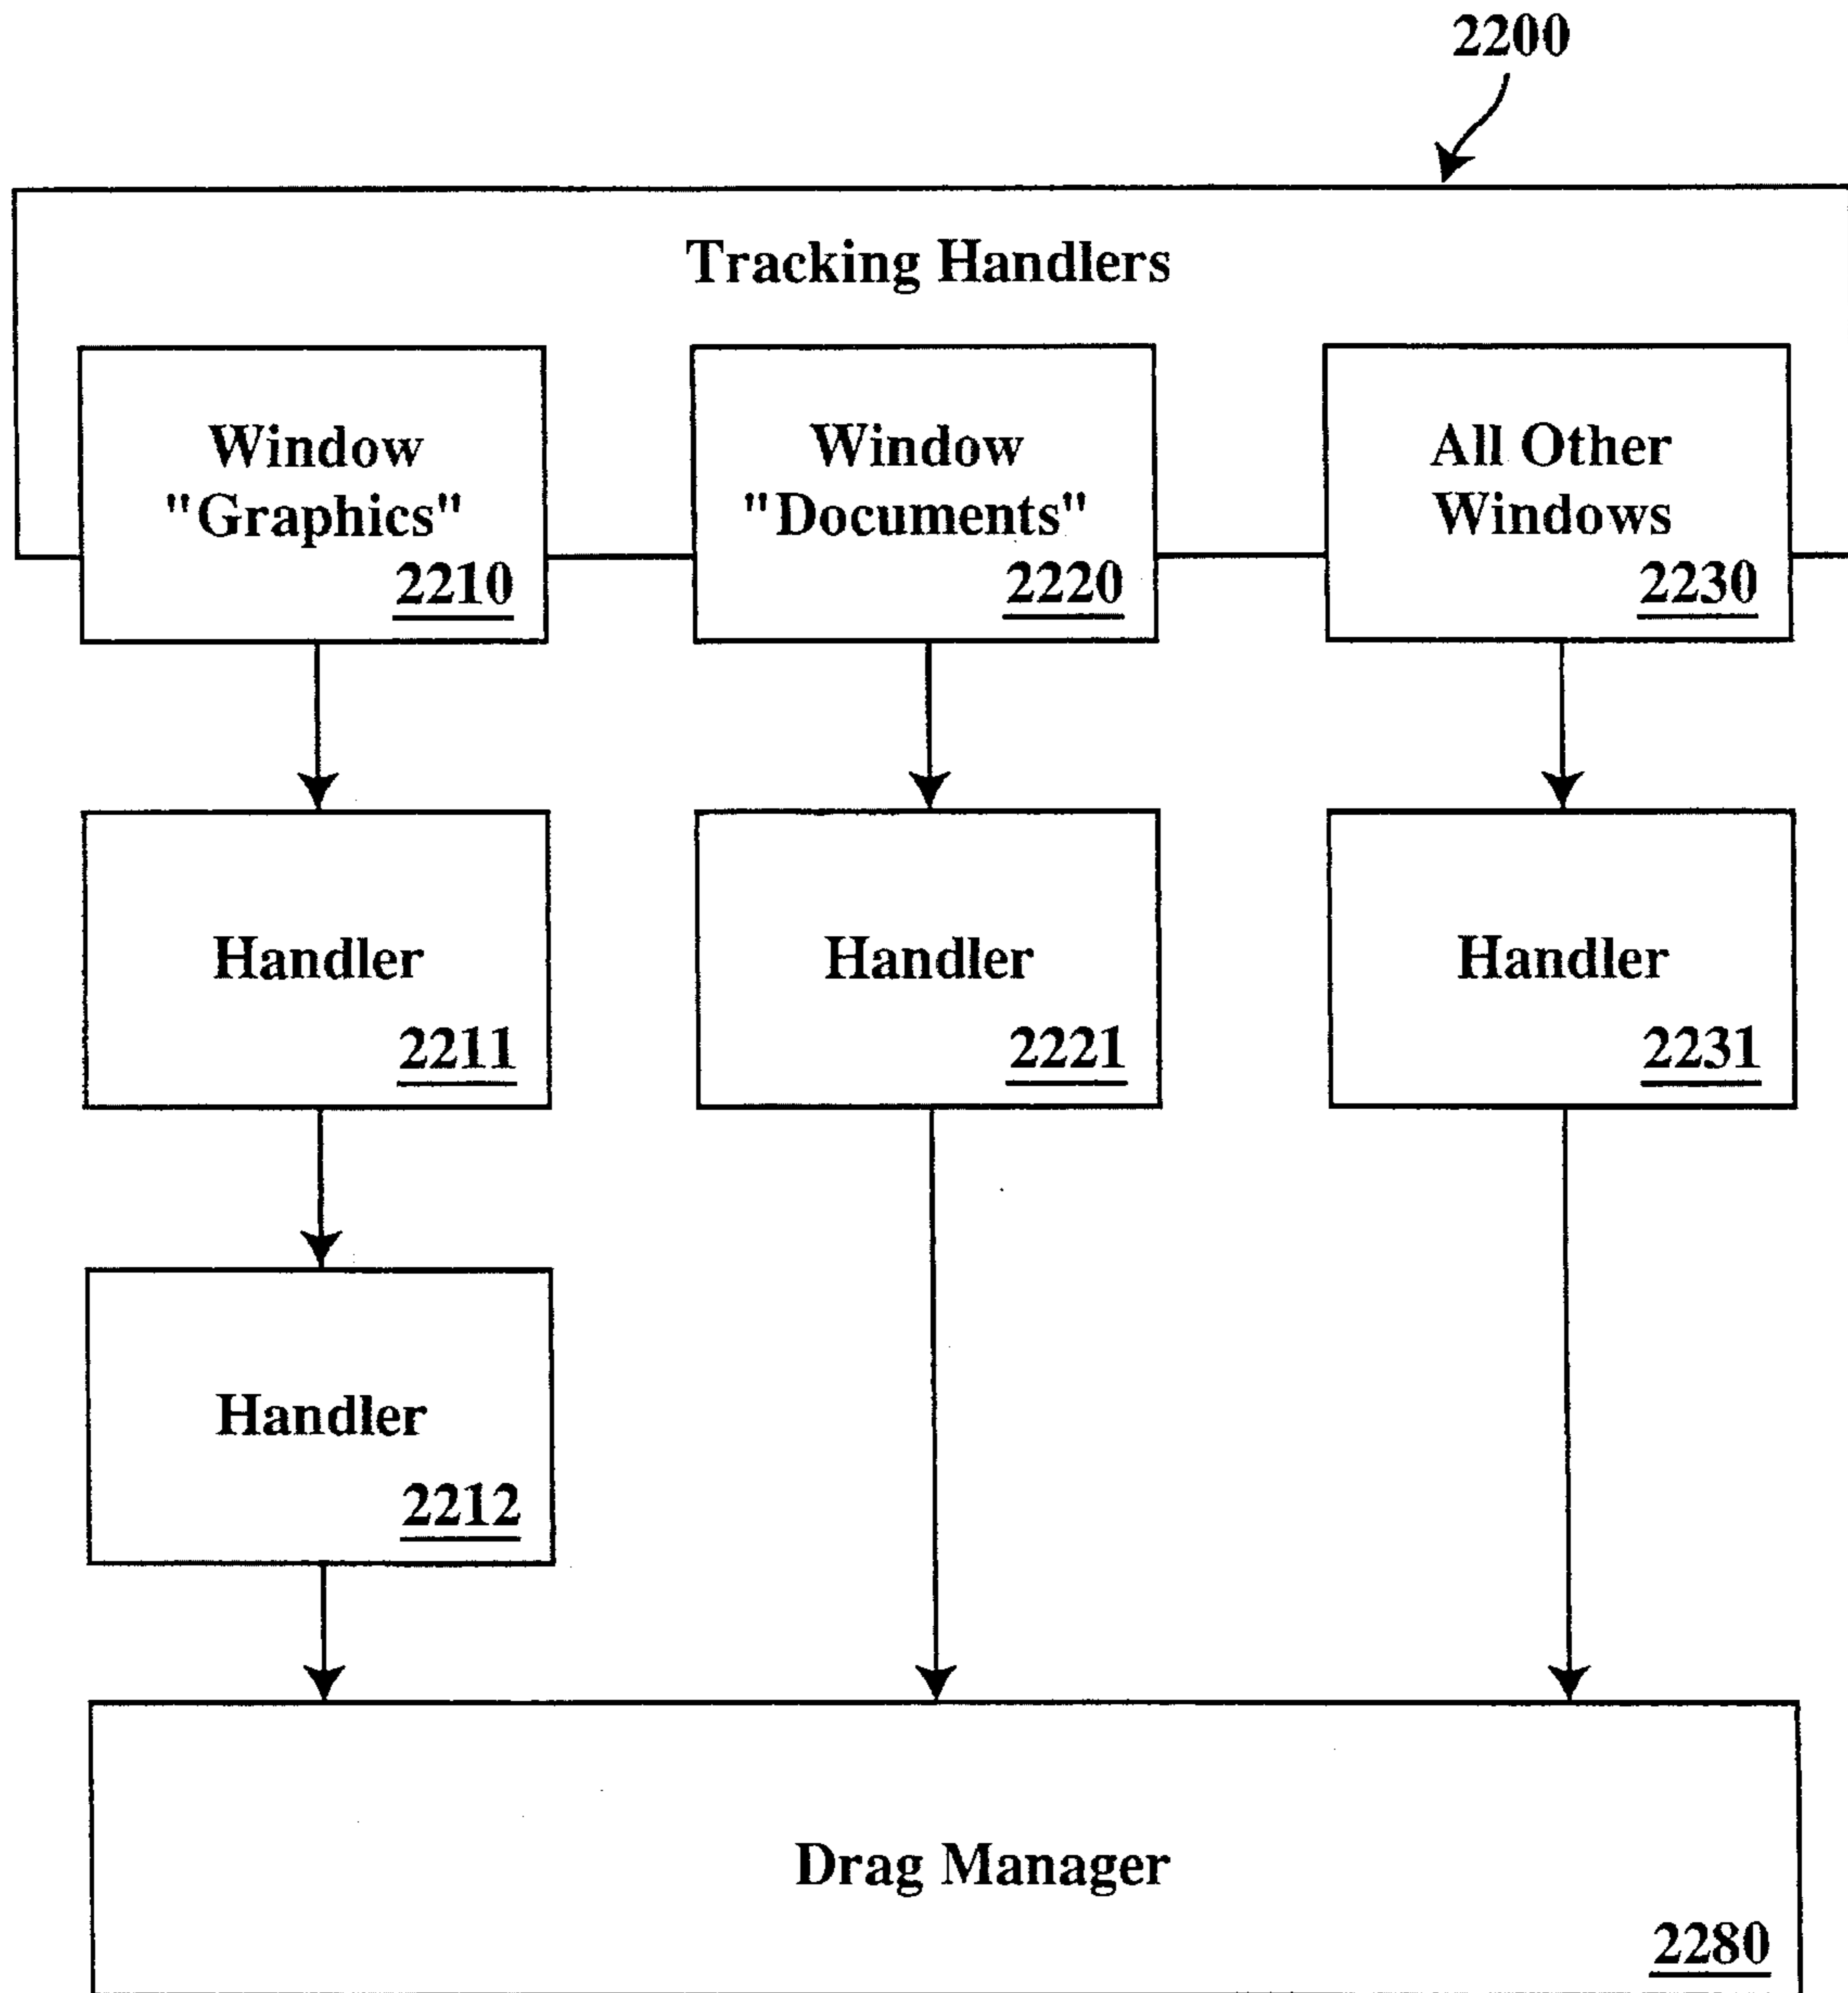 2200
Tracking Handlers
Window
"Graphics"
2210
Window
"Documents"
2220
All Other
Windows
2230
Handler
2211
Handler
2221
Handler
2231
Handler
2212
Drag Manager
2280